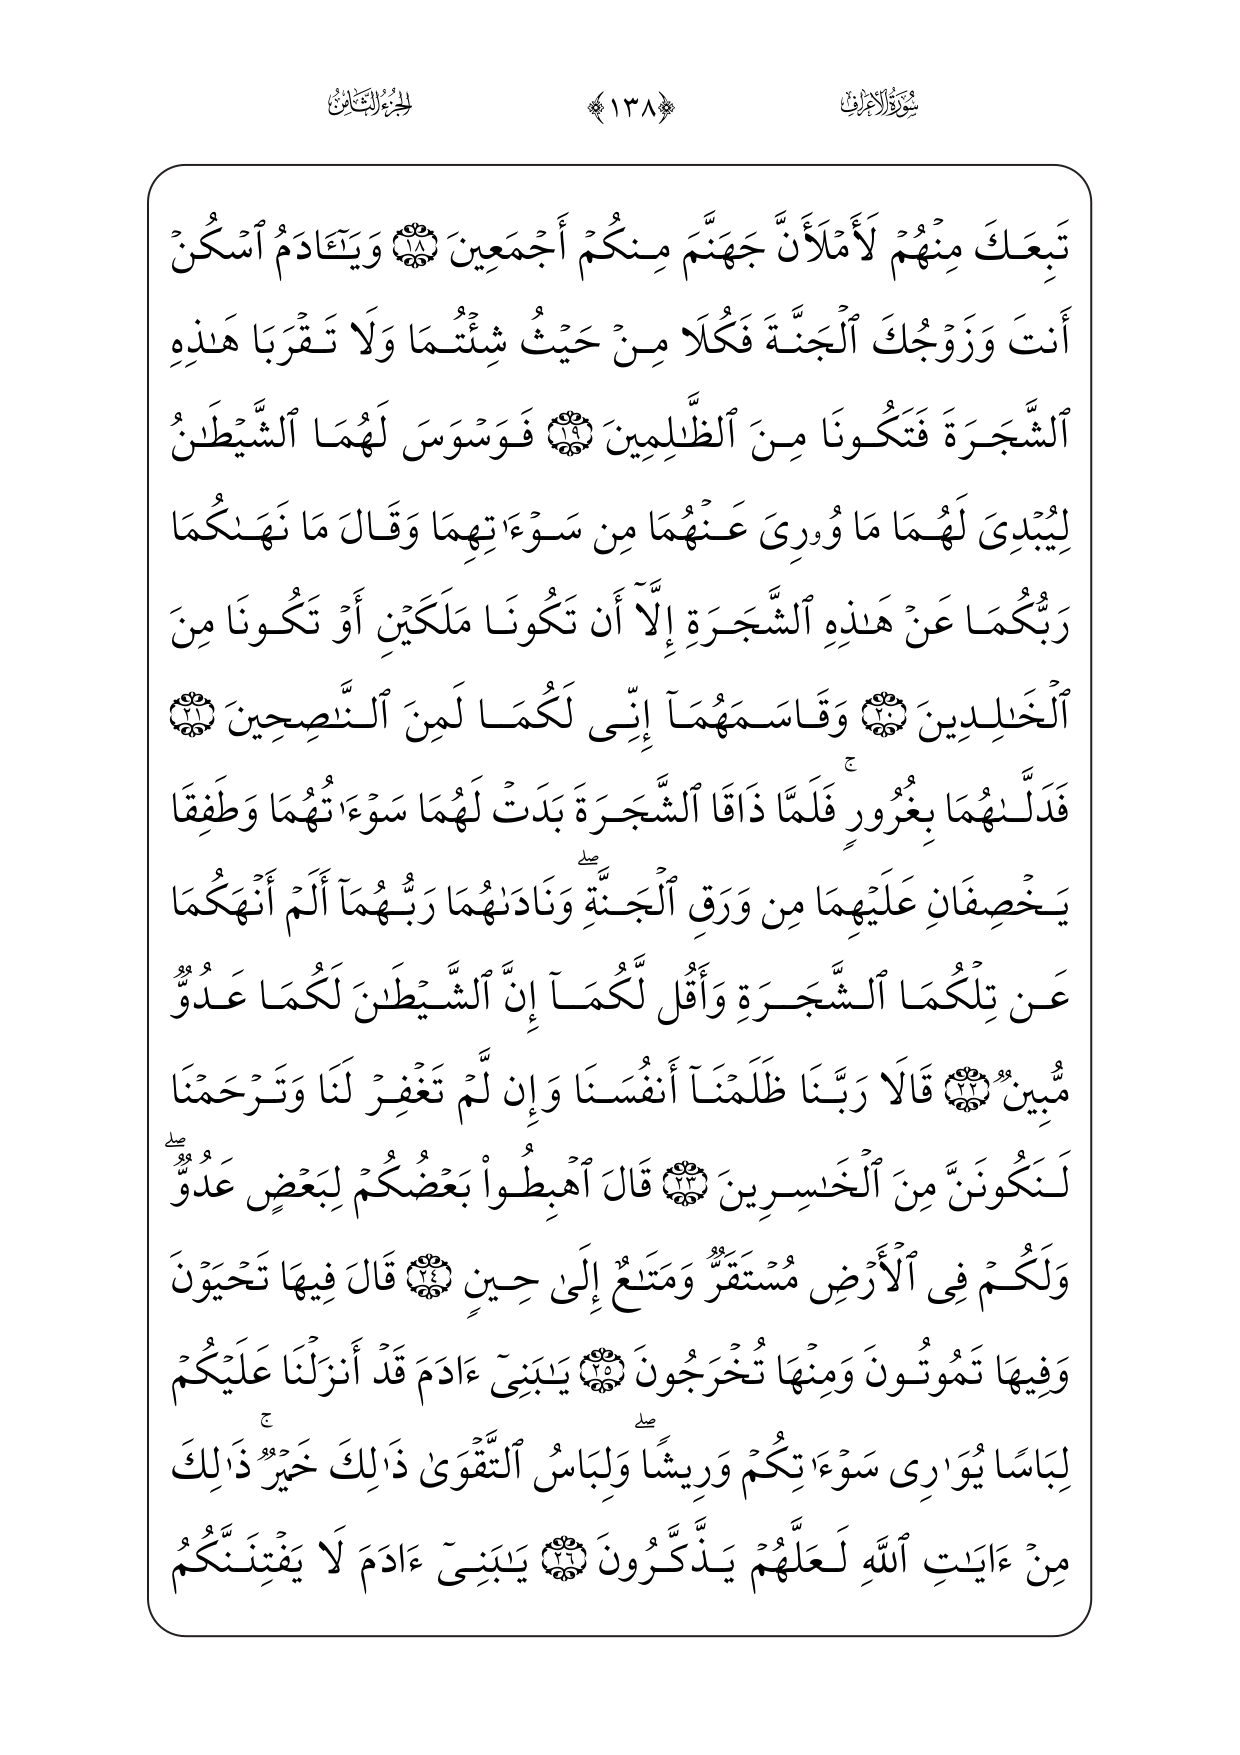 سُورَةُ الأَعْرَافِ ﴿١٣٨﴾ الجُزْءُ الثَّامِنُ
تَبِعَكَ مِنْهُمْ لَأَمْلَأَنَّ جَهَنَّمَ مِنكُمْ أَجْمَعِينَ ١٨ وَيَـٰٓـَٔادَمُ ٱسْكُنْ
أَنتَ وَزَوْجُكَ ٱلْجَنَّةَ فَكُلَا مِنْ حَيْثُ شِئْتُمَا وَلَا تَقْرَبَا هَـٰذِهِ
ٱلشَّجَرَةَ فَتَكُونَا مِنَ ٱلظَّـٰلِمِينَ ١٩ فَوَسْوَسَ لَهُمَا ٱلشَّيْطَـٰنُ
لِيُبْدِىَ لَهُمَا مَا وُۥرِىَ عَنْهُمَا مِن سَوْءَٰتِهِمَا وَقَالَ مَا نَهَىٰكُمَا
رَبُّكُمَا عَنْ هَـٰذِهِ ٱلشَّجَرَةِ إِلَّآ أَن تَكُونَا مَلَكَيْنِ أَوْ تَكُونَا مِنَ
ٱلْخَـٰلِدِينَ ٢٠ وَقَاسَمَهُمَآ إِنِّى لَكُمَا لَمِنَ ٱلنَّـٰصِحِينَ ٢١
فَدَلَّىٰهُمَا بِغُرُورٍ ۚ فَلَمَّا ذَاقَا ٱلشَّجَرَةَ بَدَتْ لَهُمَا سَوْءَٰتُهُمَا وَطَفِقَا
يَخْصِفَانِ عَلَيْهِمَا مِن وَرَقِ ٱلْجَنَّةِ ۖ وَنَادَىٰهُمَا رَبُّهُمَآ أَلَمْ أَنْهَكُمَا
عَن تِلْكُمَا ٱلشَّجَرَةِ وَأَقُل لَّكُمَآ إِنَّ ٱلشَّيْطَـٰنَ لَكُمَا عَدُوٌّ
مُّبِينٌ ٢٢ قَالَا رَبَّنَا ظَلَمْنَآ أَنفُسَنَا وَإِن لَّمْ تَغْفِرْ لَنَا وَتَرْحَمْنَا
لَنَكُونَنَّ مِنَ ٱلْخَـٰسِرِينَ ٢٣ قَالَ ٱهْبِطُوا۟ بَعْضُكُمْ لِبَعْضٍ عَدُوٌّ ۖ
وَلَكُمْ فِى ٱلْأَرْضِ مُسْتَقَرٌّ وَمَتَـٰعٌ إِلَىٰ حِينٍ ٢٤ قَالَ فِيهَا تَحْيَوْنَ
وَفِيهَا تَمُوتُونَ وَمِنْهَا تُخْرَجُونَ ٢٥ يَـٰبَنِىٓ ءَادَمَ قَدْ أَنزَلْنَا عَلَيْكُمْ
لِبَاسًا يُوَٰرِى سَوْءَٰتِكُمْ وَرِيشًا ۖ وَلِبَاسُ ٱلتَّقْوَىٰ ذَٰلِكَ خَيْرٌ ۚ ذَٰلِكَ
مِنْ ءَايَـٰتِ ٱللَّهِ لَعَلَّهُمْ يَذَّكَّرُونَ ٢٦ يَـٰبَنِىٓ ءَادَمَ لَا يَفْتِنَنَّكُمُ